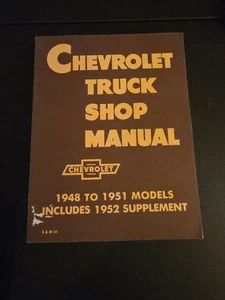 CHEVROLET
TRUCK
SHOP
MANUAL
CHEVROLET
1948 TO 1951 MODELS
INCLUDES 1952 SUPPLEMENT